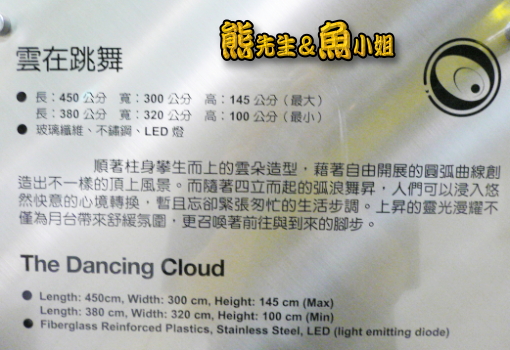 熊先生&魚小姐
雲在跳舞
● 長：450 公分 寬：300 公分 高：145 公分（最大）
長：380 公分 寬：320 公分 高：100 公分（最小）
● 玻璃纖維、不鏽鋼、LED 燈
順著柱身攀生而上的雲朵造型，藉著自由開展的圓弧曲線創
造出不一樣的頂上風景。而隨著四立而起的弧浪舞昇，人們可以浸入悠
然快意的心境轉換，暫且忘卻緊張匆忙的生活步調。上昇的靈光漫耀不
僅為月台帶來舒緩氛圍，更召喚著前往與到來的腳步。
The Dancing Cloud
● Length: 450cm, Width: 300 cm, Height: 145 cm (Max)
Length: 380 cm, Width: 320 cm, Height: 100 cm (Min)
● Fiberglass Reinforced Plastics, Stainless Steel, LED (light emitting diode)